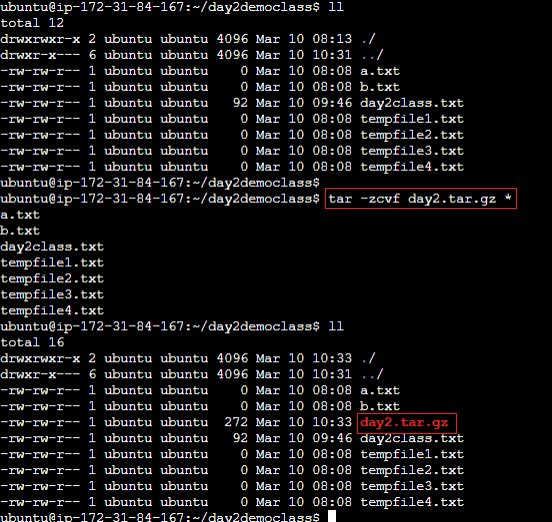 ubuntu@ip-172-31-84-167:~/day2democlass$ ll
total 12
drwxrwxr-x 2 ubuntu ubuntu 4096 Mar 10 08:13 ./
drwxr-x--- 6 ubuntu ubuntu 4096 Mar 10 10:31 ../
-rw-rw-r-- 1 ubuntu ubuntu    0 Mar 10 08:08 a.txt
-rw-rw-r-- 1 ubuntu ubuntu    0 Mar 10 08:08 b.txt
-rw-rw-r-- 1 ubuntu ubuntu   92 Mar 10 09:46 day2class.txt
-rw-rw-r-- 1 ubuntu ubuntu    0 Mar 10 08:08 tempfile1.txt
-rw-rw-r-- 1 ubuntu ubuntu    0 Mar 10 08:08 tempfile2.txt
-rw-rw-r-- 1 ubuntu ubuntu    0 Mar 10 08:08 tempfile3.txt
-rw-rw-r-- 1 ubuntu ubuntu    0 Mar 10 08:08 tempfile4.txt
ubuntu@ip-172-31-84-167:~/day2democlass$
ubuntu@ip-172-31-84-167:~/day2democlass$ tar -zcvf day2.tar.gz *
a.txt
b.txt
day2class.txt
tempfile1.txt
tempfile2.txt
tempfile3.txt
tempfile4.txt
ubuntu@ip-172-31-84-167:~/day2democlass$ ll
total 16
drwxrwxr-x 2 ubuntu ubuntu 4096 Mar 10 10:33 ./
drwxr-x--- 6 ubuntu ubuntu 4096 Mar 10 10:31 ../
-rw-rw-r-- 1 ubuntu ubuntu    0 Mar 10 08:08 a.txt
-rw-rw-r-- 1 ubuntu ubuntu    0 Mar 10 08:08 b.txt
-rw-rw-r-- 1 ubuntu ubuntu  272 Mar 10 10:33 day2.tar.gz
-rw-rw-r-- 1 ubuntu ubuntu   92 Mar 10 09:46 day2class.txt
-rw-rw-r-- 1 ubuntu ubuntu    0 Mar 10 08:08 tempfile1.txt
-rw-rw-r-- 1 ubuntu ubuntu    0 Mar 10 08:08 tempfile2.txt
-rw-rw-r-- 1 ubuntu ubuntu    0 Mar 10 08:08 tempfile3.txt
-rw-rw-r-- 1 ubuntu ubuntu    0 Mar 10 08:08 tempfile4.txt
ubuntu@ip-172-31-84-167:~/day2democlass$